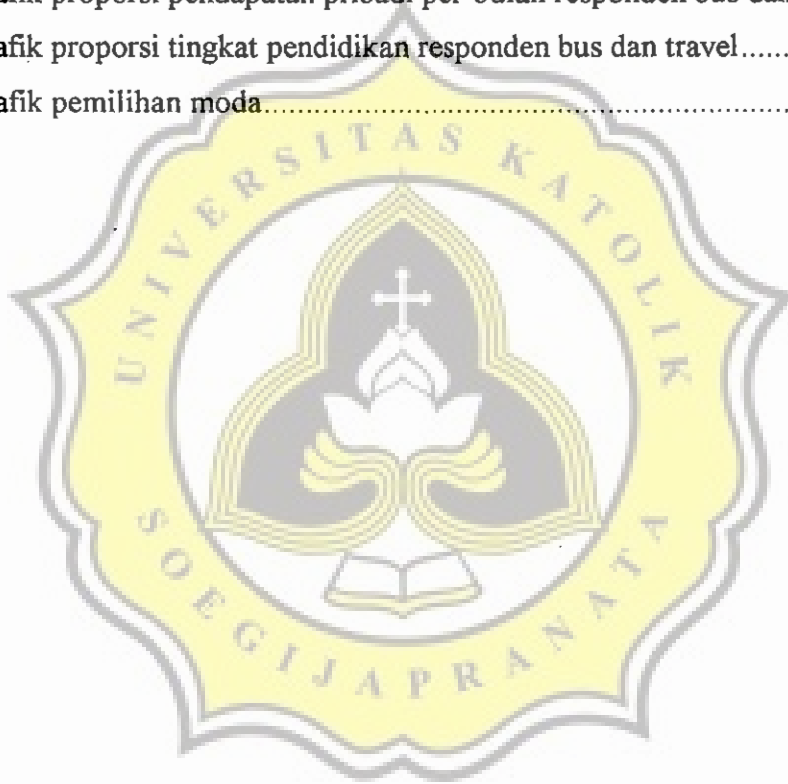 afik proporsi pendapatan pribadi per bulan responden bus dan
afik proporsi tingkat pendidikan responden bus dan travel......
afik pemilihan moda................................................................
UNIVERSITAS KATOLIK
SOEGIJAPRANATA